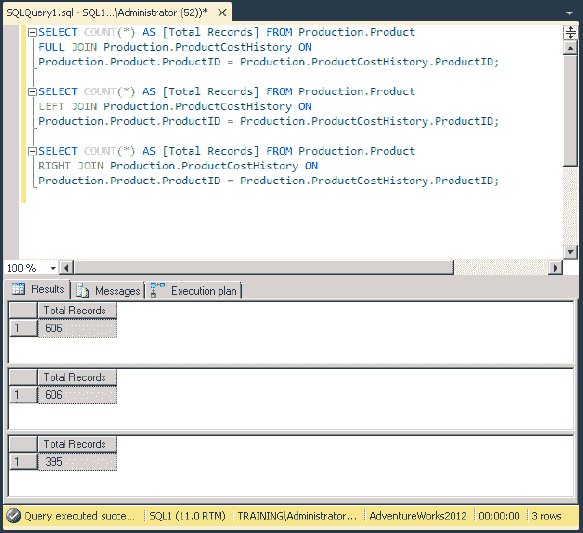 SQLQuery1.sql - SQL1...\Administrator (52))* X
SELECT COUNT(*) AS [Total Records] FROM Production.Product
FULL JOIN Production.ProductCostHistory ON
Production.Product.ProductID = Production.ProductCostHistory.ProductID;
SELECT COUNT(*) AS [Total Records] FROM Production.Product
LEFT JOIN Production.ProductCostHistory ON
Production.Product.ProductID = Production.ProductCostHistory.ProductID;
SELECT COUNT(*) AS [Total Records] FROM Production.Product
RIGHT JOIN Production.ProductCostHistory ON
Production.Product.ProductID = Production.ProductCostHistory.ProductID;
100 %
Results Messages Execution plan
Total Records
1 606
Total Records
1 606
Total Records
1 395
Query executed succe... SQL1 (11.0 RTM) TRAINING\Administrator... AdventureWorks2012 00:00:00 3 rows